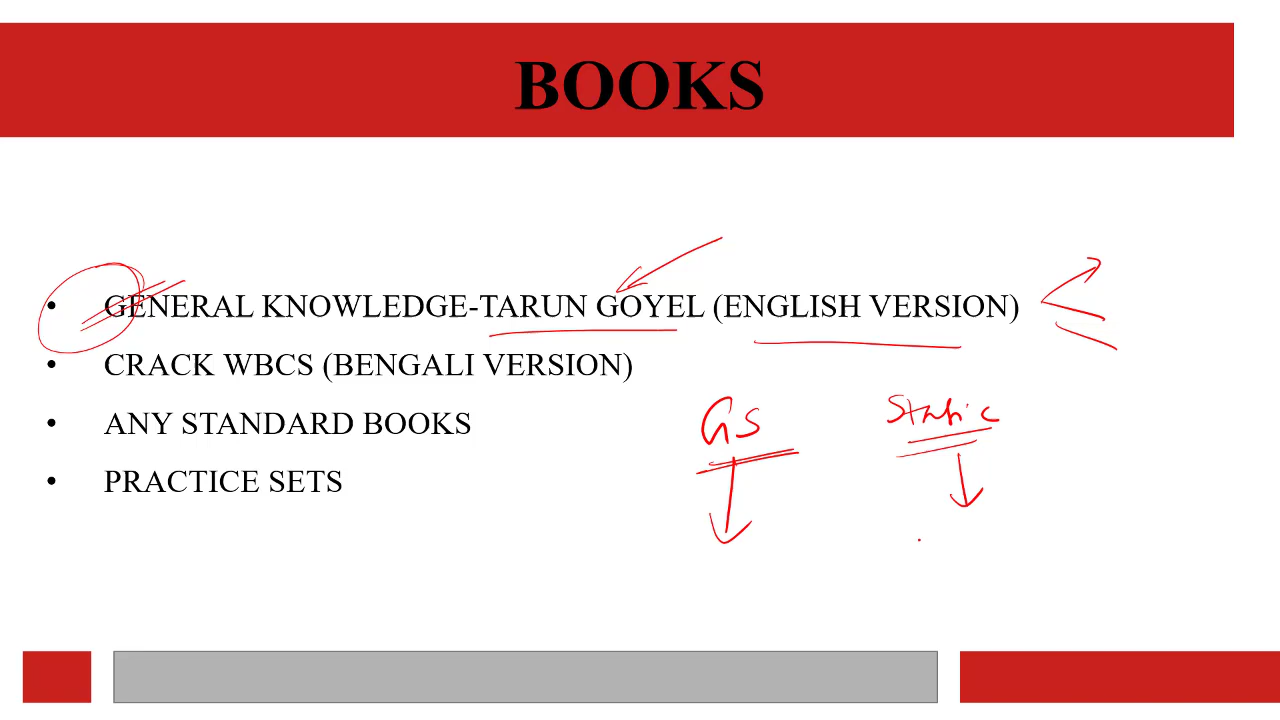 BOOKS
• GENERAL KNOWLEDGE-TARUN GOYEL (ENGLISH VERSION)
• CRACK WBCS (BENGALI VERSION)
• ANY STANDARD BOOKS
• PRACTICE SETS
GS
Static